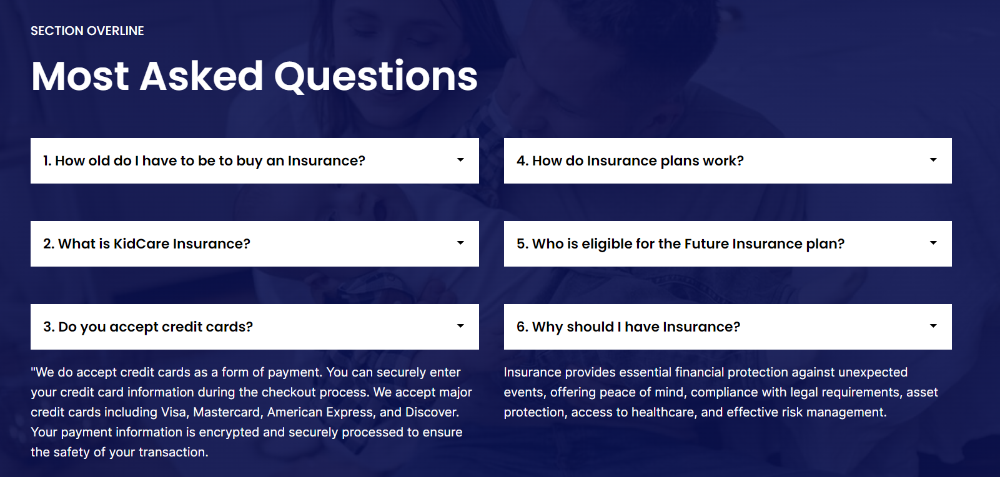 SECTION OVERLINE
Most Asked Questions
1. How old do I have to be to buy an Insurance?
2. What is KidCare Insurance?
3. Do you accept credit cards?
"We do accept credit cards as a form of payment. You can securely enter
your credit card information during the checkout process. We accept major
credit cards including Visa, Mastercard, American Express, and Discover.
Your payment information is encrypted and securely processed to ensure
the safety of your transaction.
4. How do Insurance plans work?
5. Who is eligible for the Future Insurance plan?
6. Why should I have Insurance?
Insurance provides essential financial protection against unexpected
events, offering peace of mind, compliance with legal requirements, asset
protection, access to healthcare, and effective risk management.